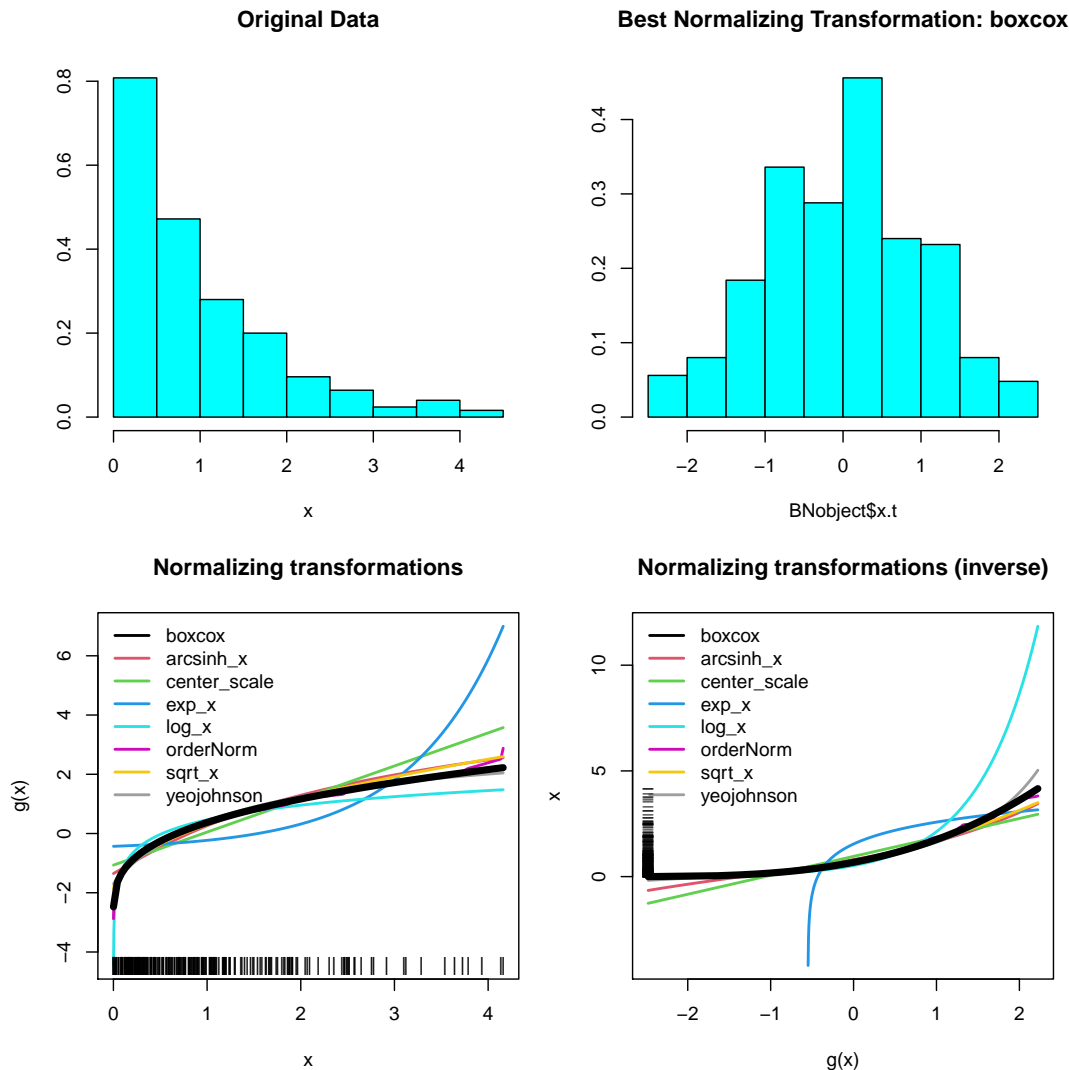 Original Data
0.0 0.2 0.4 0.6 0.8
0 1 2 3 4
x
Best Normalizing Transformation: boxcox
0.0 0.1 0.2 0.3 0.4
−2 −1 0 1 2
BNobject$x.t
Normalizing transformations
g(x)
−4 −2 0 2 4 6
boxcox
arcsinh_x
center_scale
exp_x
log_x
orderNorm
sqrt_x
yeojohnson
0 1 2 3 4
x
Normalizing transformations (inverse)
x
0 5 10
boxcox
arcsinh_x
center_scale
exp_x
log_x
orderNorm
sqrt_x
yeojohnson
−2 −1 0 1 2
g(x)